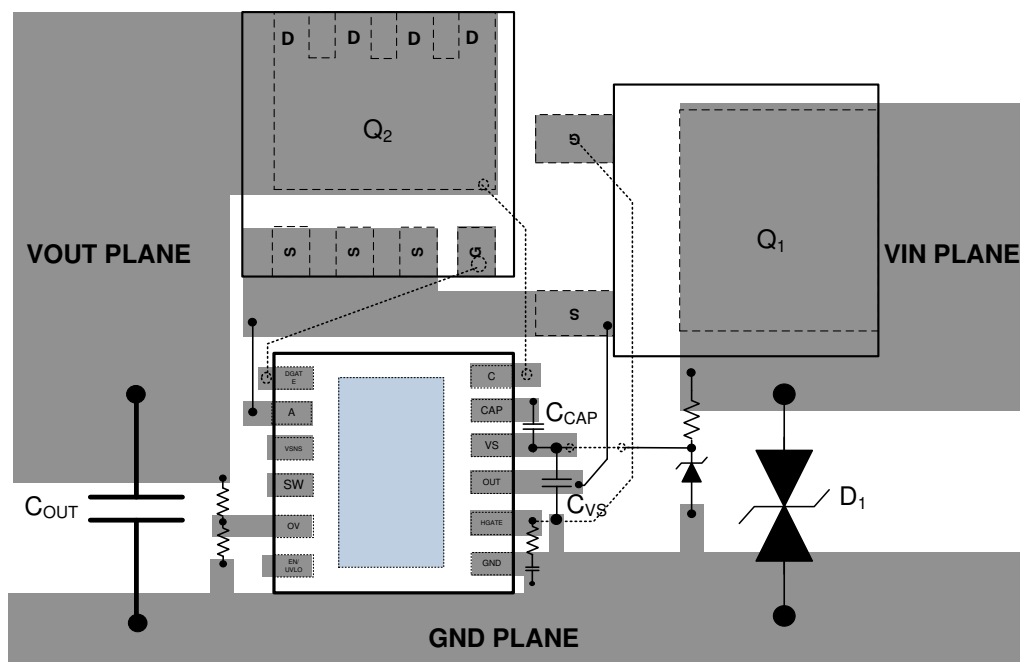 D D D D
Q2
G
VOUT PLANE
Q1
VIN PLANE
S S S G
S
DGAT
E
C
A
CAP
CCAP
VSNS
VS
SW
OUT
CVS
COUT
D1
OV
HGATE
EN/
UVLO
GND
GND PLANE